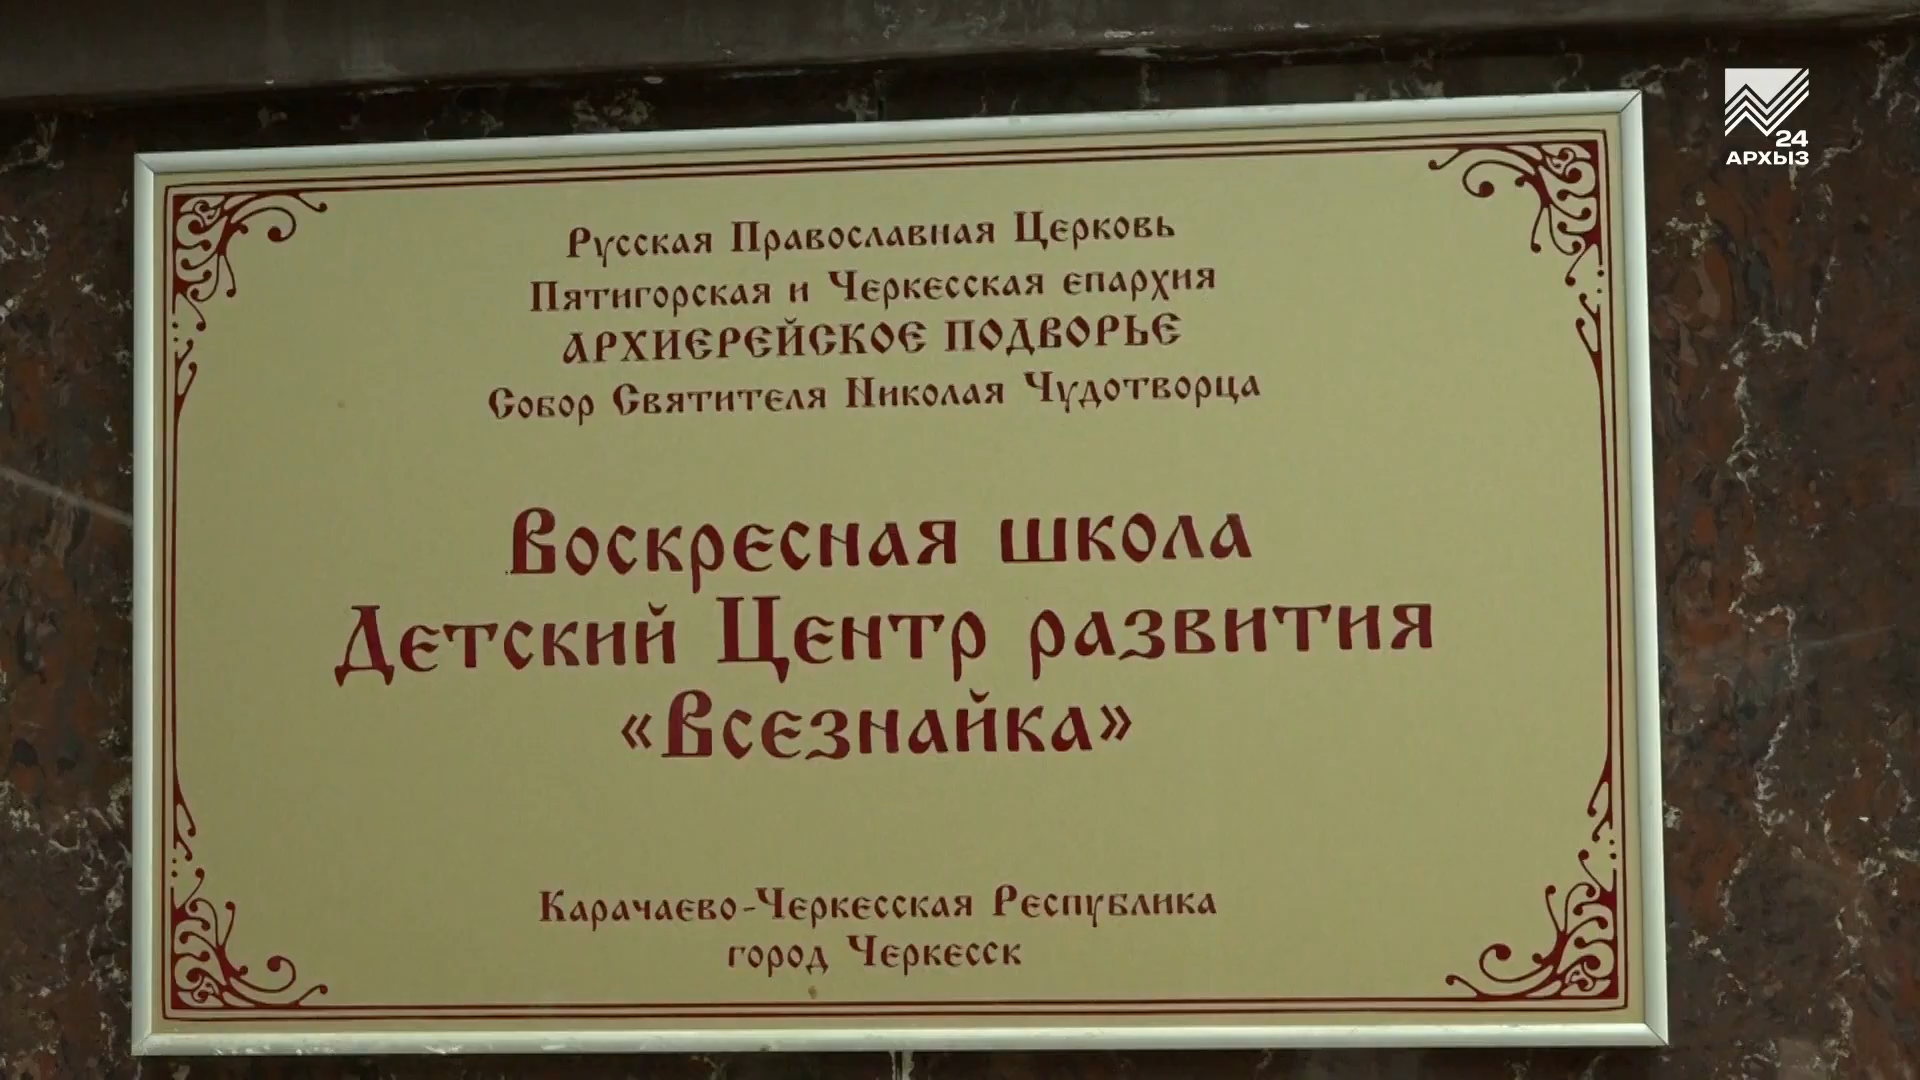 24
АРХЫЗ
Русская Православная Церковь
Пятигорская и Черкесская епархия
АРХИЕРЕЙСКОЕ ПОДВОРЬЕ
Собор Святителя Николая Чудотворца
Воскресная школа
Детский Центр развития
«Всезнайка»
Карачаево-Черкесская Республика
город Черкесск